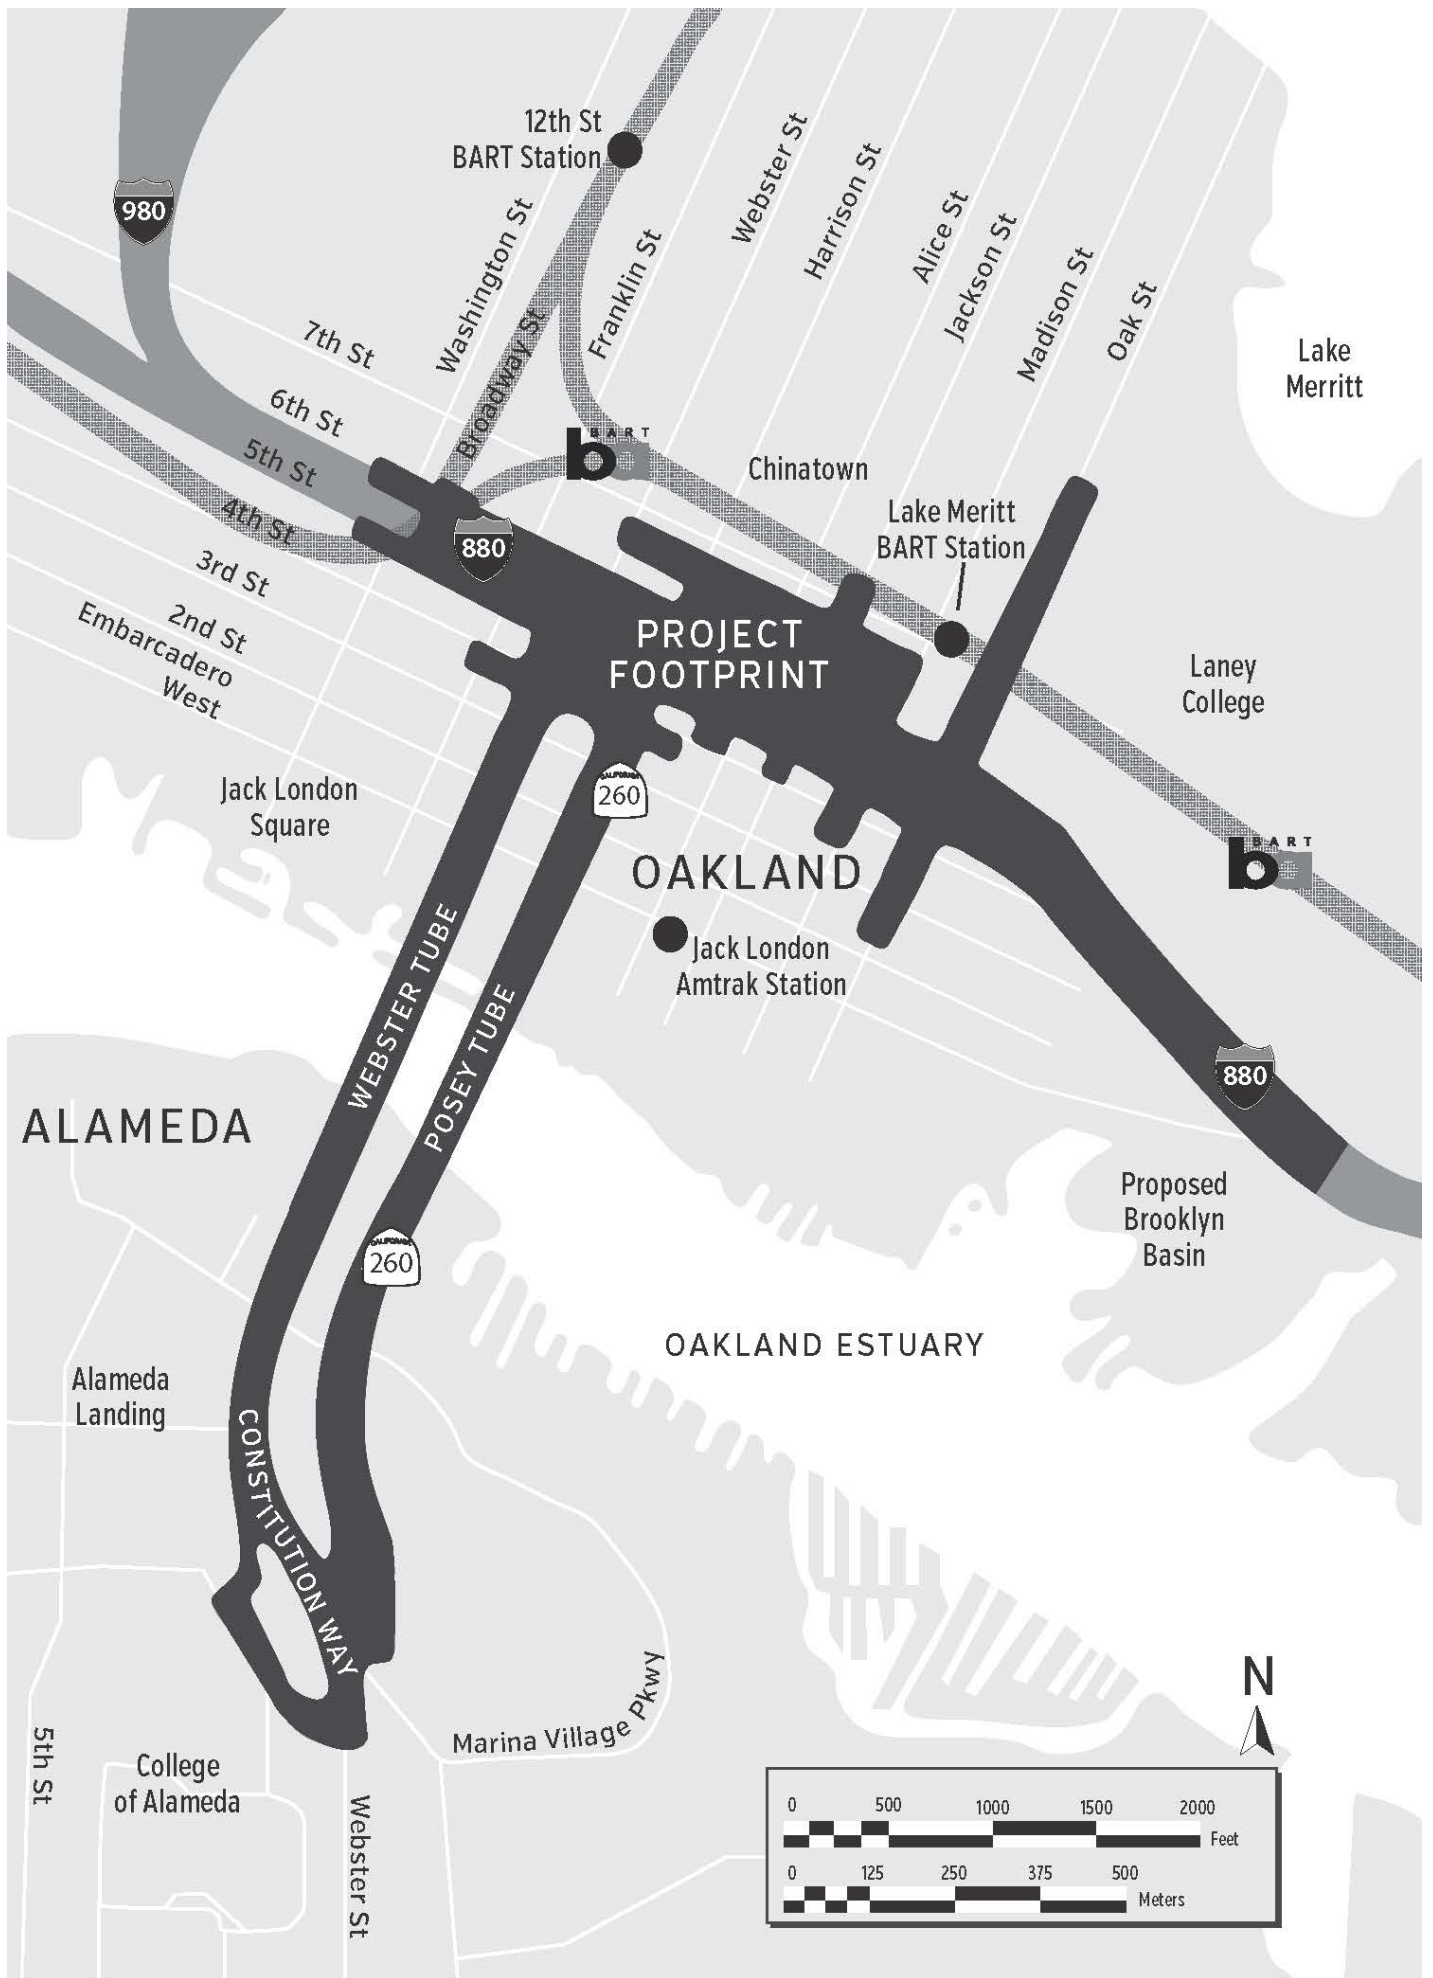 12th St
BART Station
980
Washington St
Broadway St
Franklin St
Webster St
Harrison St
Alice St
Jackson St
Madison St
Oak St
Lake
Merritt
7th St
6th St
5th St
4th St
3rd St
2nd St
Embarcadero
West
BART
ba
Chinatown
Lake Meritt
BART Station
880
PROJECT
FOOTPRINT
Laney
College
Jack London
Square
CALIFORNIA
260
OAKLAND
BART
ba
Jack London
Amtrak Station
WEBSTER TUBE
POSEY TUBE
880
ALAMEDA
Proposed
Brooklyn
Basin
CALIFORNIA
260
OAKLAND ESTUARY
Alameda
Landing
CONSTITUTION WAY
Marina Village Pkwy
N
5th St
College
of Alameda
Webster St
0 500 1000 1500 2000
Feet
0 125 250 375 500
Meters